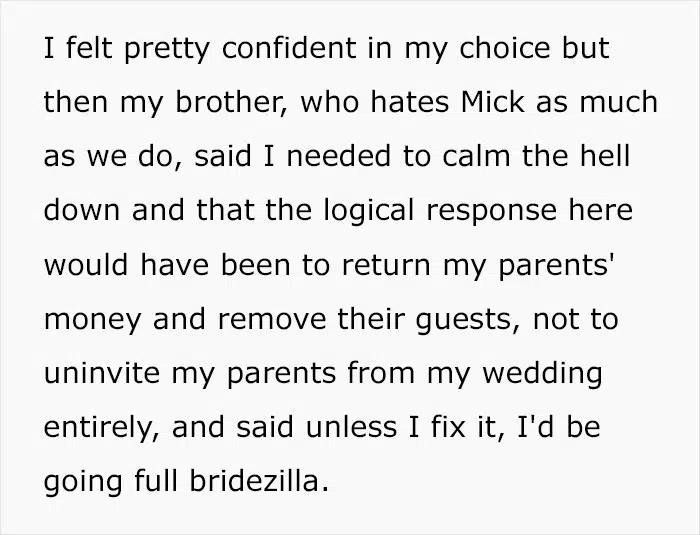 I felt pretty confident in my choice but
then my brother, who hates Mick as much
as we do, said I needed to calm the hell
down and that the logical response here
would have been to return my parents'
money and remove their guests, not to
uninvite my parents from my wedding
entirely, and said unless I fix it, I'd be
going full bridezilla.